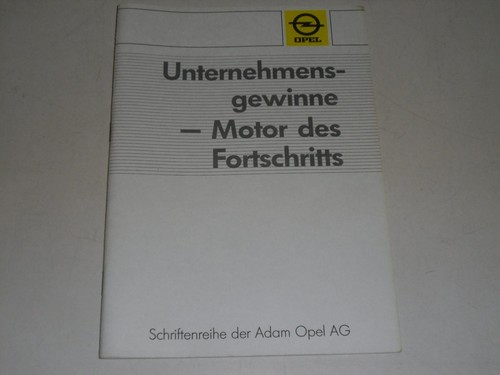 OPEL
Unternehmens-
gewinne
– Motor des
Fortschritts
Schriftenreihe der Adam Opel AG